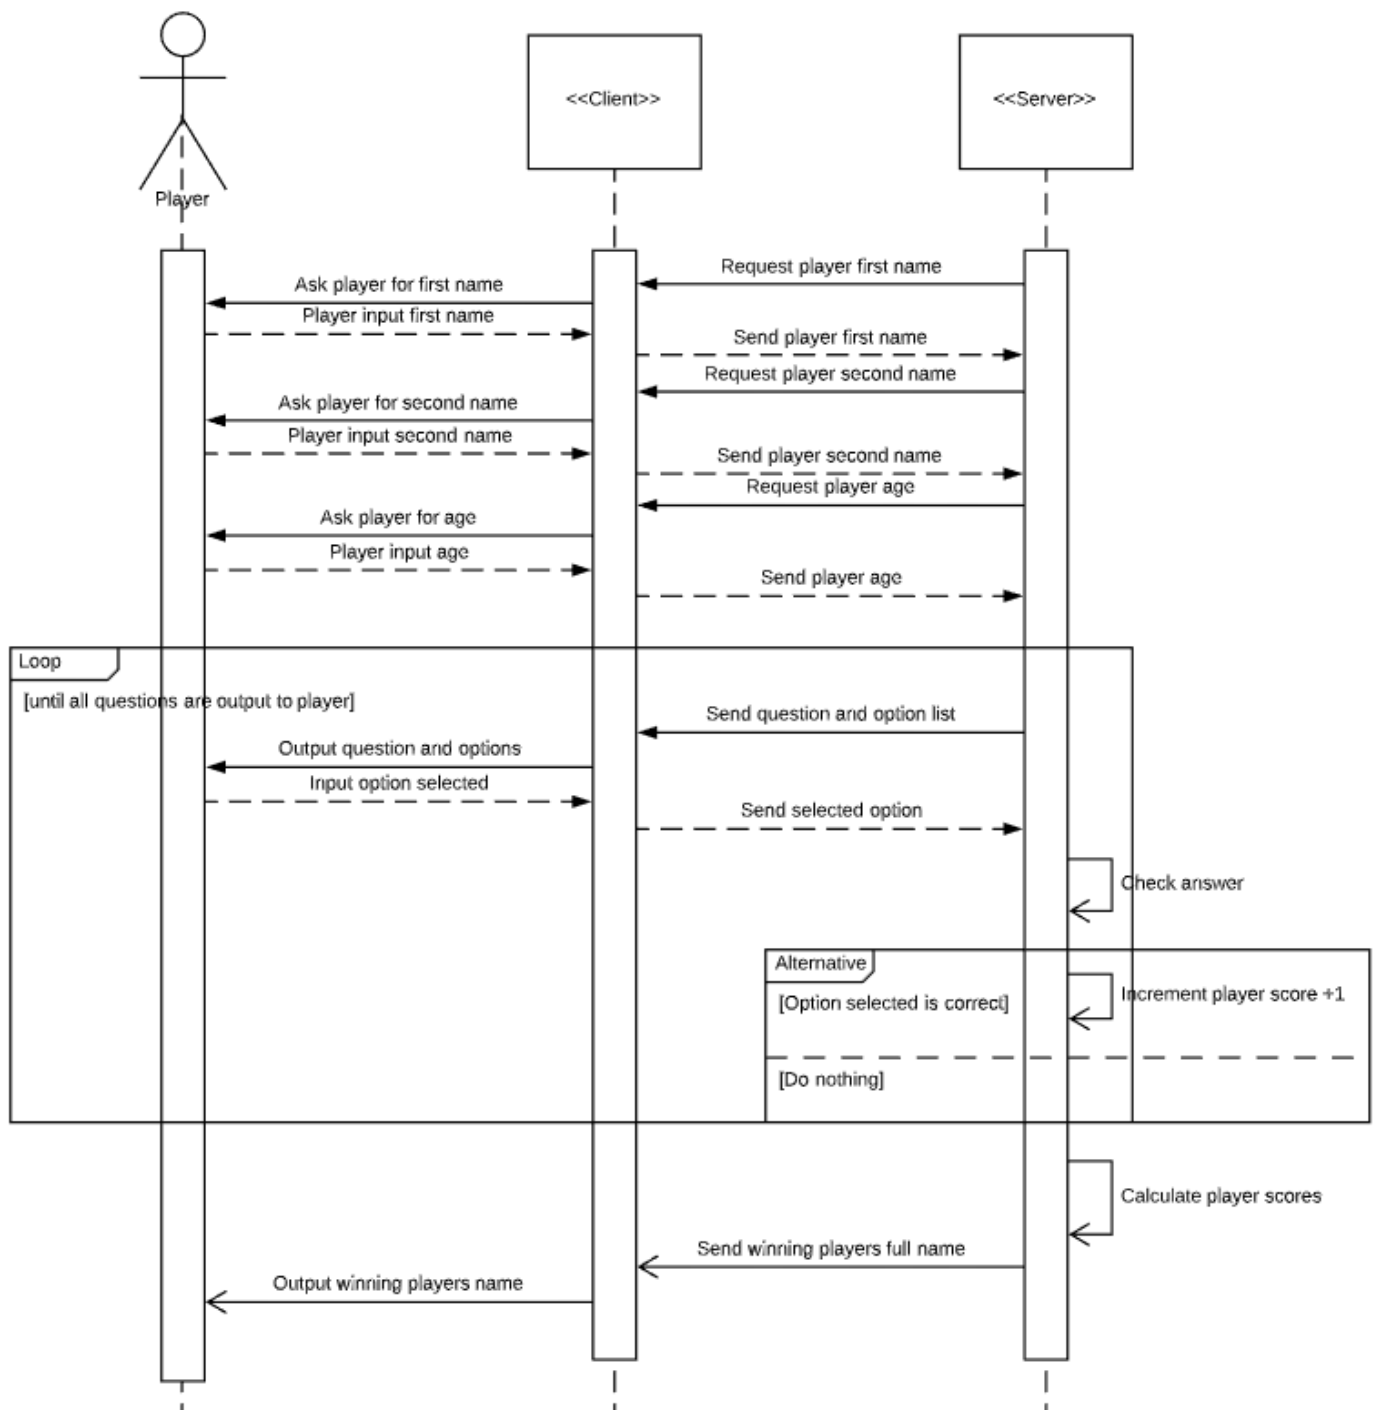 <<Client>>
<<Server>>
Player
Request player first name
Ask player for first name
Player input first name
Send player first name
Request player second name
Ask player for second name
Player input second name
Send player second name
Request player age
Ask player for age
Player input age
Send player age
Loop
[until all questions are output to player]
Send question and option list
Output question and options
Input option selected
Send selected option
Check answer
Alternative
[Option selected is correct]
Increment player score +1
[Do nothing]
Calculate player scores
Send winning players full name
Output winning players name